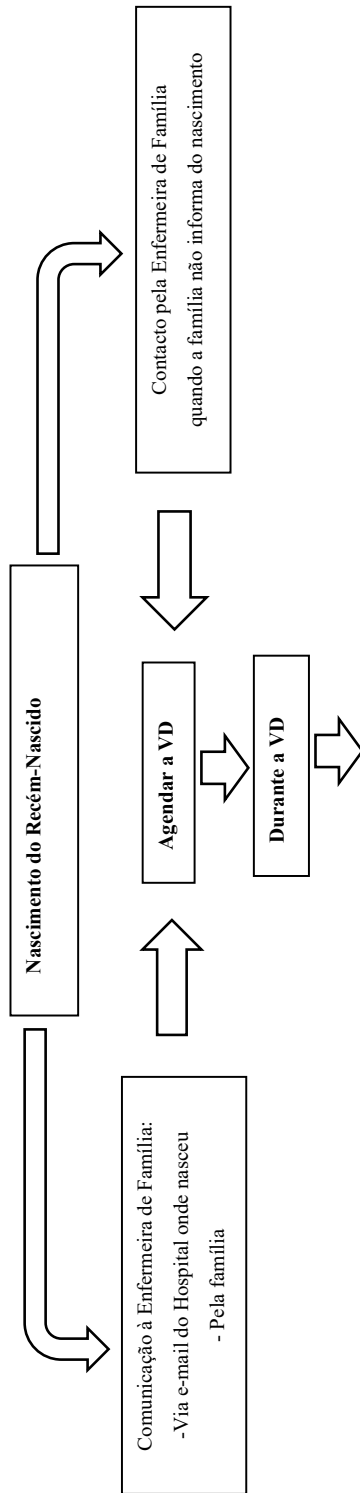 Nascimento do Recém-Nascido
Comunicação à Enfermeira de Família:
-Via e-mail do Hospital onde nasceu
- Pela família
Contacto pela Enfermeira de Família
quando a família não informa do nascimento
Agendar a VD
Durante a VD